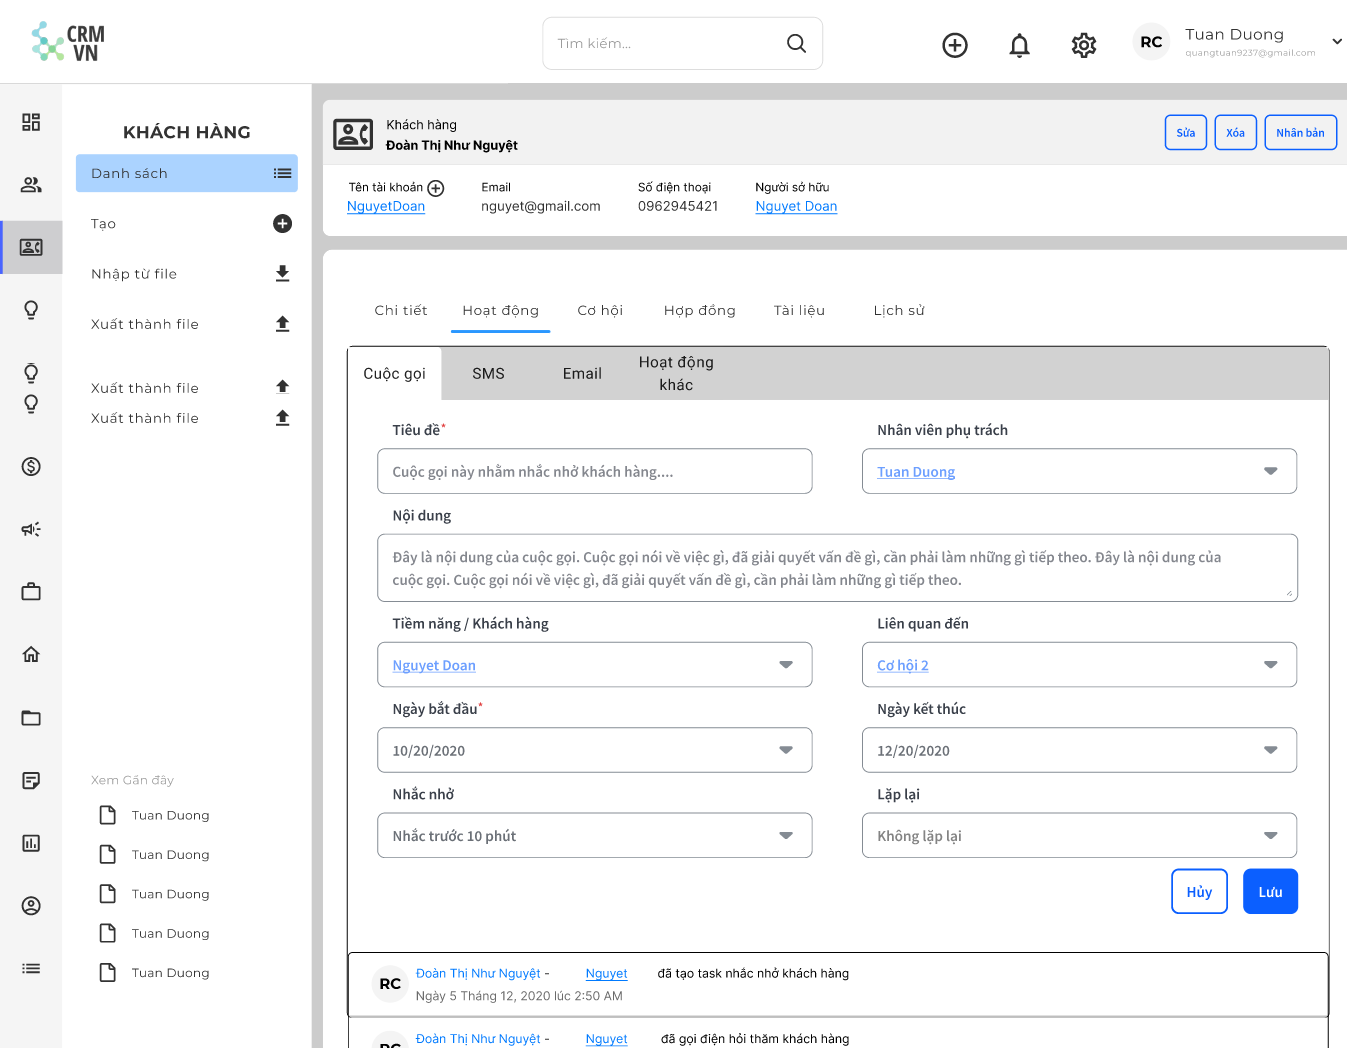 CRM
VN
Tìm kiếm...
RC
Tuan Duong
quangtuan9237@gmail.com
KHÁCH HÀNG
Danh sách
Tạo
Nhập từ file
Xuất thành file
Xuất thành file
Xuất thành file
Xem Gần đây
Tuan Duong
Tuan Duong
Tuan Duong
Tuan Duong
Tuan Duong
Khách hàng
Đoàn Thị Như Nguyệt
Sửa
Xóa
Nhân bản
Tên tài khoản
Email
Số điện thoại
Người sở hữu
NguyetDoan
nguyet@gmail.com
0962945421
Nguyet Doan
Chi tiết
Hoạt động
Cơ hội
Hợp đồng
Tài liệu
Lịch sử
Cuộc gọi
SMS
Email
Hoạt động
khác
Tiêu đề*
Nhân viên phụ trách
Cuộc gọi này nhằm nhắc nhở khách hàng....
Tuan Duong
Nội dung
Đây là nội dung của cuộc gọi. Cuộc gọi nói về việc gì, đã giải quyết vấn đề gì, cần phải làm những gì tiếp theo. Đây là nội dung của
cuộc gọi. Cuộc gọi nói về việc gì, đã giải quyết vấn đề gì, cần phải làm những gì tiếp theo.
Tiềm năng / Khách hàng
Liên quan đến
Nguyet Doan
Cơ hội 2
Ngày bắt đầu*
Ngày kết thúc
10/20/2020
12/20/2020
Nhắc nhở
Lặp lại
Nhắc trước 10 phút
Không lặp lại
Hủy
Lưu
RC
Đoàn Thị Như Nguyệt -
Nguyet
đã tạo task nhắc nhở khách hàng
Ngày 5 Tháng 12, 2020 lúc 2:50 AM
RC
Đoàn Thị Như Nguyệt -
Nguyet
đã gọi điện hỏi thăm khách hàng